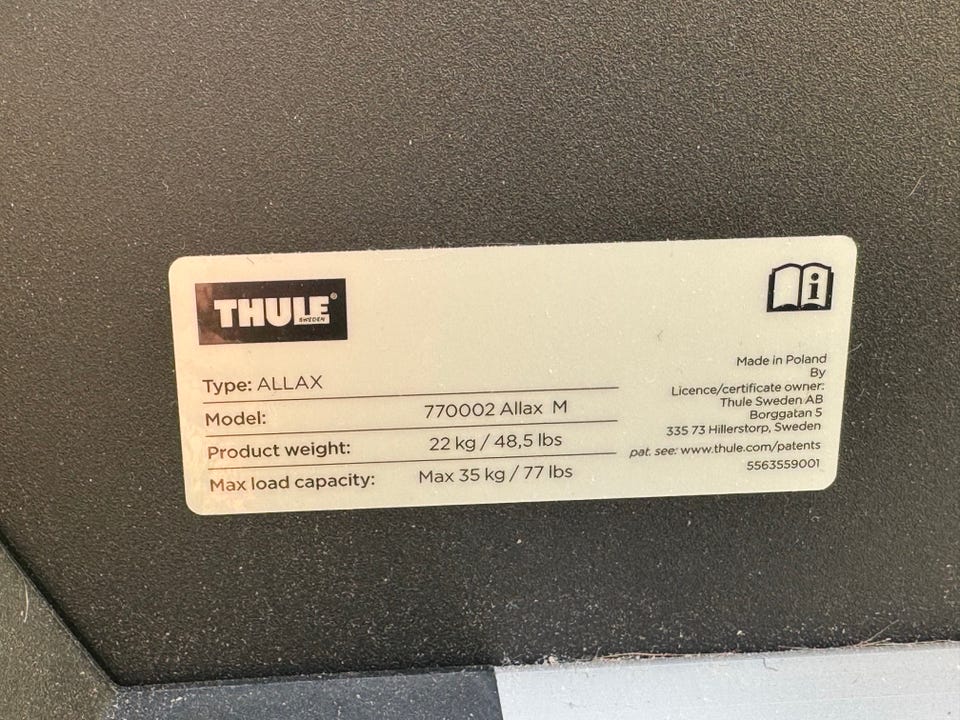 THULE®
SWEDEN
Type: ALLAX
Model: 770002 Allax M
Product weight: 22 kg / 48,5 lbs
Max load capacity: Max 35 kg / 77 lbs
i
Made in Poland
By
Licence/certificate owner:
Thule Sweden AB
Borggatan 5
335 73 Hillerstorp, Sweden
pat. see: www.thule.com/patents
5563559001